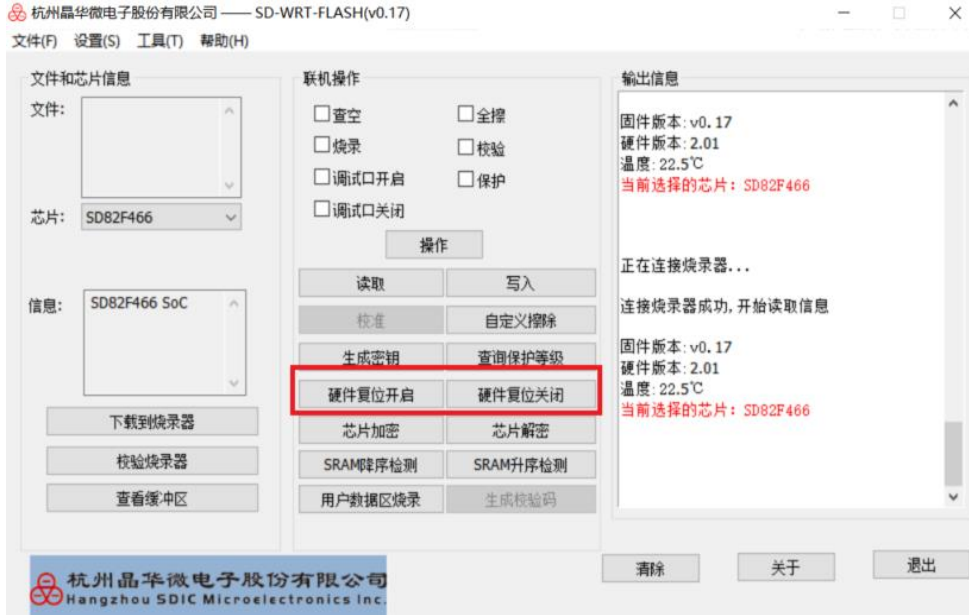 杭州晶华微电子股份有限公司 —— SD-WRT-FLASH(v0.17)
文件(F) 设置(S) 工具(T) 帮助(H)
文件和芯片信息
文件:
芯片: SD82F466
信息: SD82F466 SoC
下载到烧录器
校验烧录器
查看缓冲区
联机操作
查空 全擦
烧录 校验
调试口开启 保护
调试口关闭
操作
读取 写入
校准 自定义擦除
生成密钥 查询保护等级
硬件复位开启 硬件复位关闭
芯片加密 芯片解密
SRAM降序检测 SRAM升序检测
用户数据区烧录 生成校验码
输出信息
固件版本: v0.17
硬件版本: 2.01
温度: 22.5℃
当前选择的芯片: SD82F466
正在连接烧录器...
连接烧录器成功, 开始读取信息
固件版本: v0.17
硬件版本: 2.01
温度: 22.5℃
当前选择的芯片: SD82F466
清除 关于 退出
杭州晶华微电子股份有限公司
Hangzhou SDIC Microelectronics Inc.